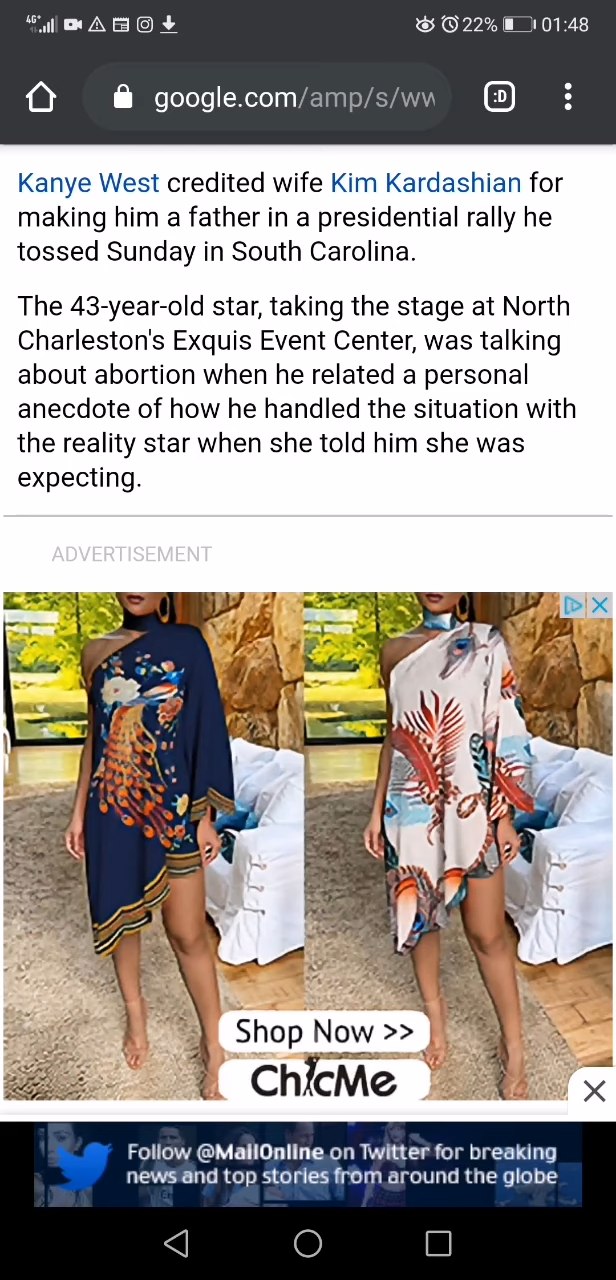 4G+ 22% 01:48
google.com/amp/s/ww
:D
Kanye West credited wife Kim Kardashian for
making him a father in a presidential rally he
tossed Sunday in South Carolina.
The 43-year-old star, taking the stage at North
Charleston's Exquis Event Center, was talking
about abortion when he related a personal
anecdote of how he handled the situation with
the reality star when she told him she was
expecting.
ADVERTISEMENT
Shop Now >>
ChicMe
Follow @MailOnline on Twitter for breaking
news and top stories from around the globe